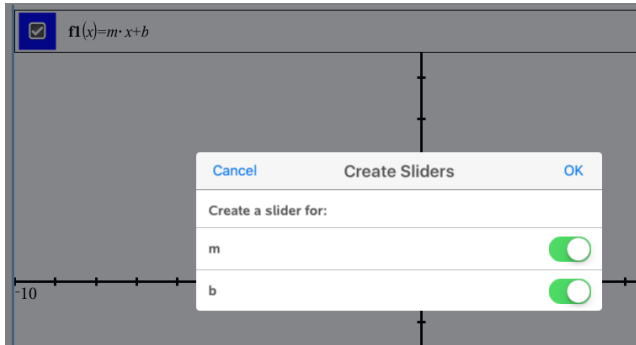 f1(x)=m·x+b
Cancel Create Sliders OK
Create a slider for:
m
b
-10